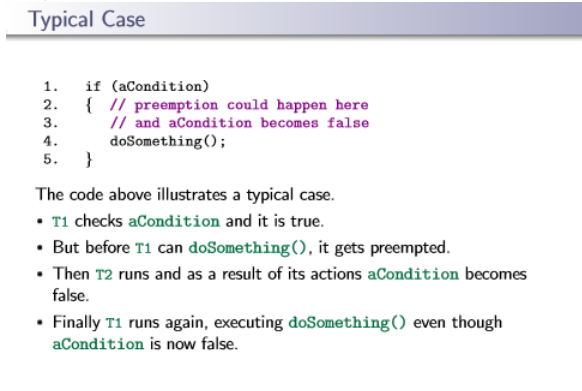 Typical Case
1. if (aCondition)
2. { // preemption could happen here
3. // and aCondition becomes false
4. doSomething();
5. }
The code above illustrates a typical case.
• T1 checks aCondition and it is true.
• But before T1 can doSomething(), it gets preempted.
• Then T2 runs and as a result of its actions aCondition becomes
false.
• Finally T1 runs again, executing doSomething() even though
aCondition is now false.